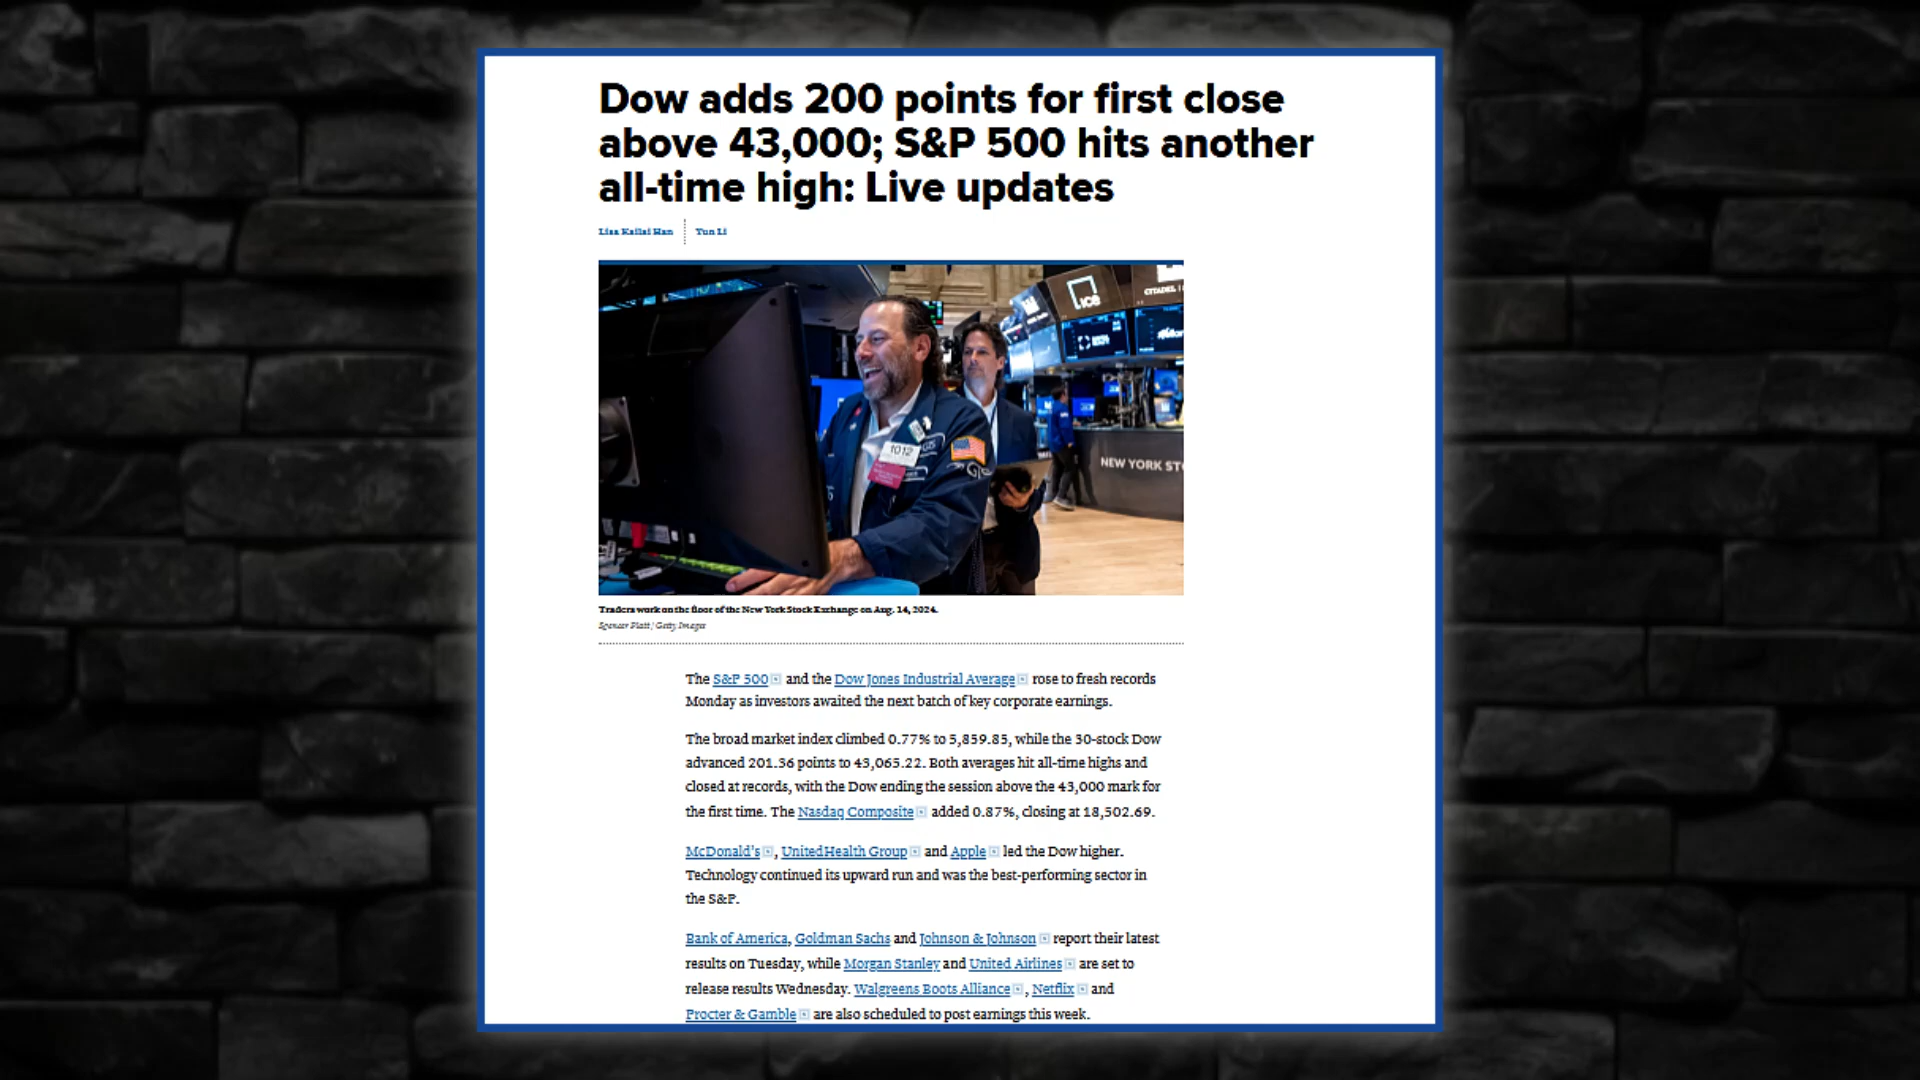 Dow adds 200 points for first close
above 43,000; S&P 500 hits another
all-time high: Live updates
Lisa Kailai Han
Yun Li
ICE
CITADEL
1012
NEW YORK STO
Traders work on the floor of the New York Stock Exchange on Aug. 14, 2024.
Spencer Platt | Getty Images
The S&P 500 and the Dow Jones Industrial Average rose to fresh records
Monday as investors awaited the next batch of key corporate earnings.
The broad market index climbed 0.77% to 5,859.85, while the 30-stock Dow
advanced 201.36 points to 43,065.22. Both averages hit all-time highs and
closed at records, with the Dow ending the session above the 43,000 mark for
the first time. The Nasdaq Composite added 0.87%, closing at 18,502.69.
McDonald's, UnitedHealth Group and Apple led the Dow higher.
Technology continued its upward run and was the best-performing sector in
the S&P.
Bank of America, Goldman Sachs and Johnson & Johnson report their latest
results on Tuesday, while Morgan Stanley and United Airlines are set to
release results Wednesday. Walgreens Boots Alliance, Netflix and
Procter & Gamble are also scheduled to post earnings this week.